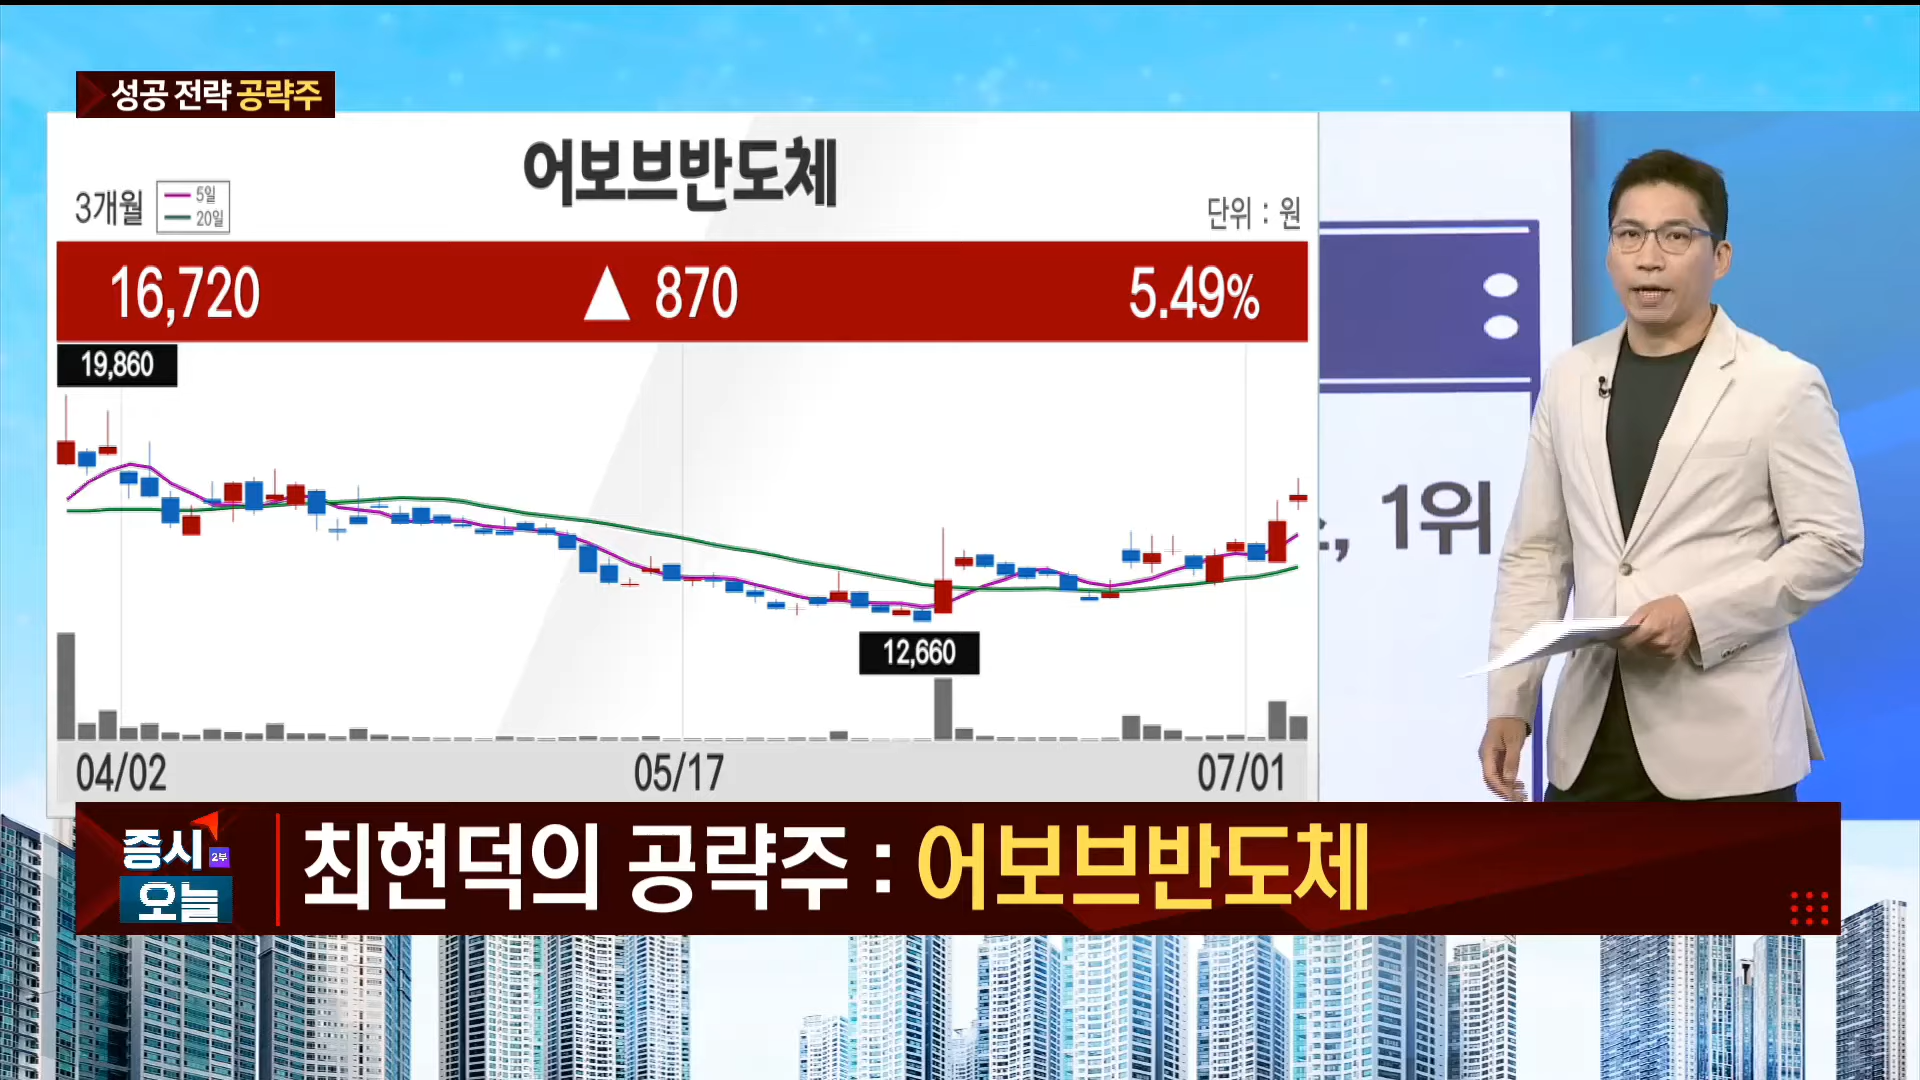 성공 전략 공략주
어보브반도체
3개월
5일
20일
단위 : 원
16,720 ▲ 870 5.49%
19,860
12,660
04/02 05/17 07/01
, 1위
증시 2부
오늘
최현덕의 공략주 : 어보브반도체